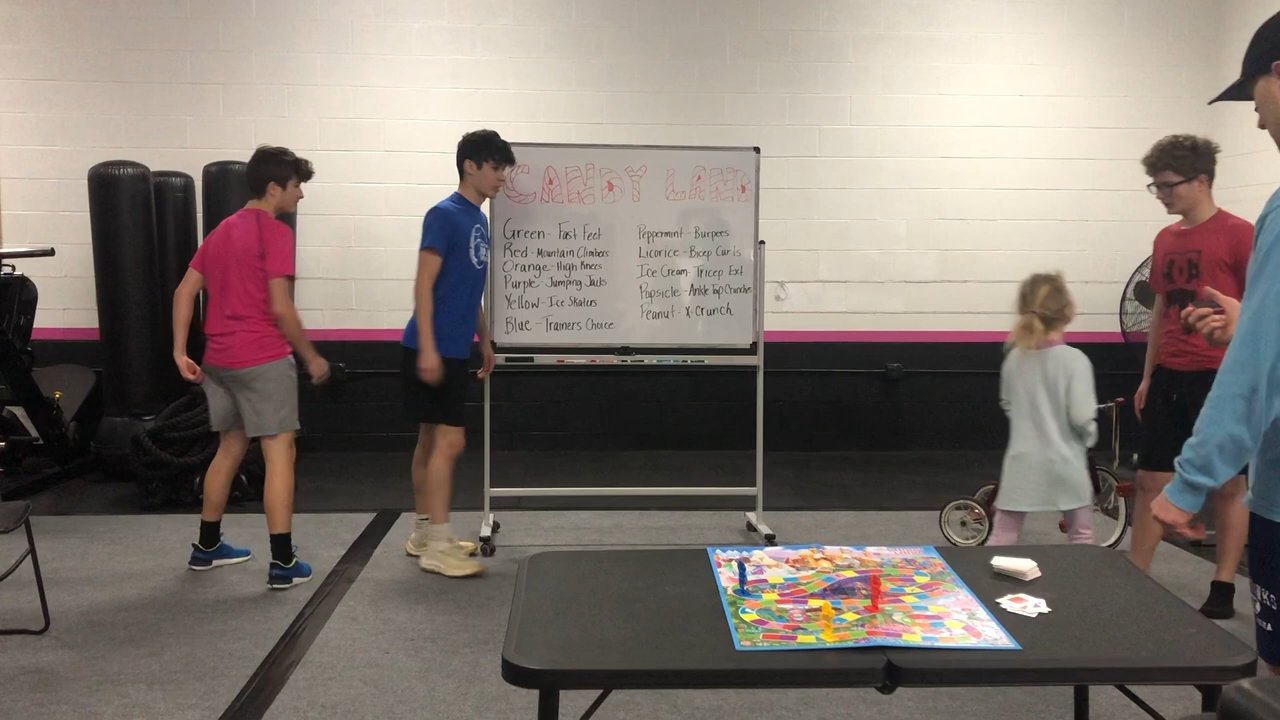 CANDY LAND
Green - Fast Feet
Red - Mountain Climbers
Orange - High Knees
Purple - Jumping Jacks
Yellow - Ice Skaters
Blue - Trainers Choice
Peppermint - Burpees
Licorice - Bicep Curls
Ice Cream - Tricep Ext
Popsicle - Ankle Tap Crunches
Peanut - X-Crunch
DC